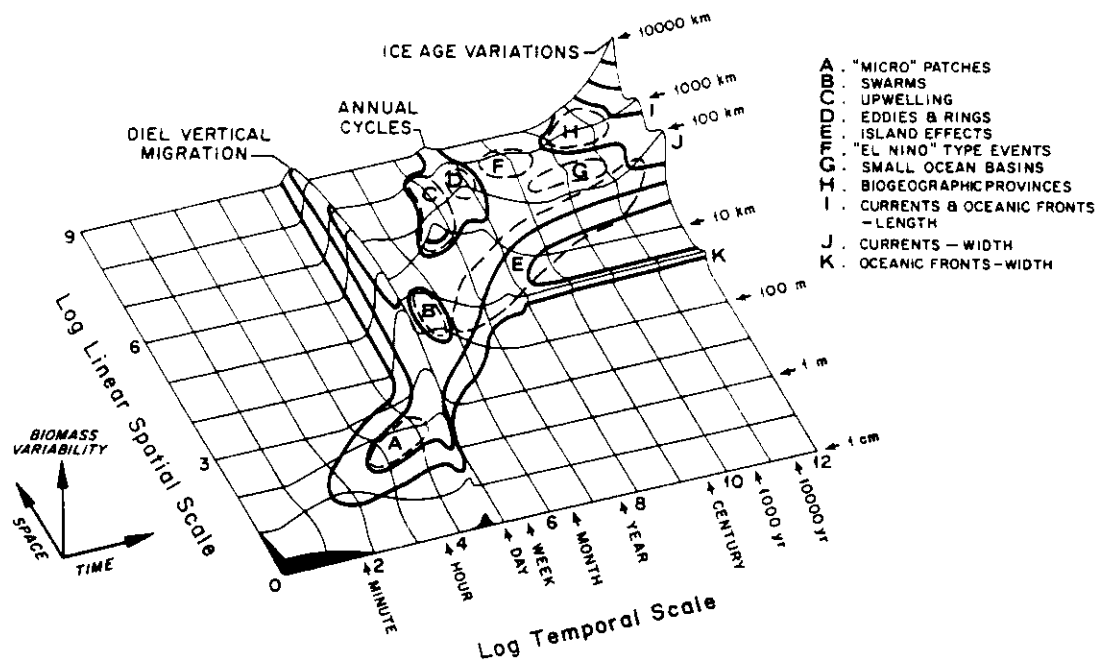 ICE AGE VARIATIONS
10000 km
1000 km
100 km
ANNUAL
CYCLES
DIEL VERTICAL
MIGRATION
A . "MICRO" PATCHES
B . SWARMS
C . UPWELLING
D . EDDIES & RINGS
E . ISLAND EFFECTS
F . "EL NINO" TYPE EVENTS
G . SMALL OCEAN BASINS
H . BIOGEOGRAPHIC PROVINCES
I . CURRENTS & OCEANIC FRONTS
-LENGTH
J . CURRENTS - WIDTH
K . OCEANIC FRONTS-WIDTH
H
I
J
F
G
D
C
10 km
9
E
K
B
100 m
6
1 m
Log Linear Spatial Scale
A
1 cm
3
BIOMASS
VARIABILITY
SPACE
TIME
0
2
4
6
8
10
12
MINUTE
HOUR
DAY
WEEK
MONTH
YEAR
CENTURY
1000 yr
10000 yr
Log Temporal Scale